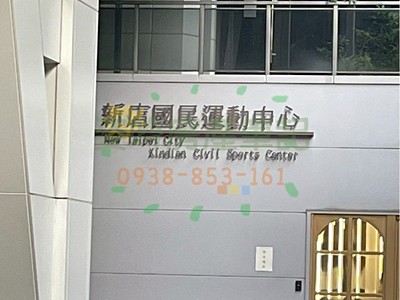 新店國民運動中心
New Taipei City
Xindian Civil Sports Center
0938-853-161